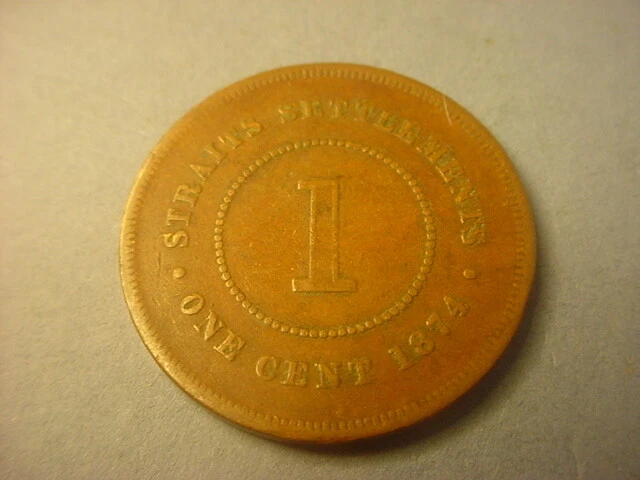 STRAITS SETTLEMENTS
1
ONE CENT 1874